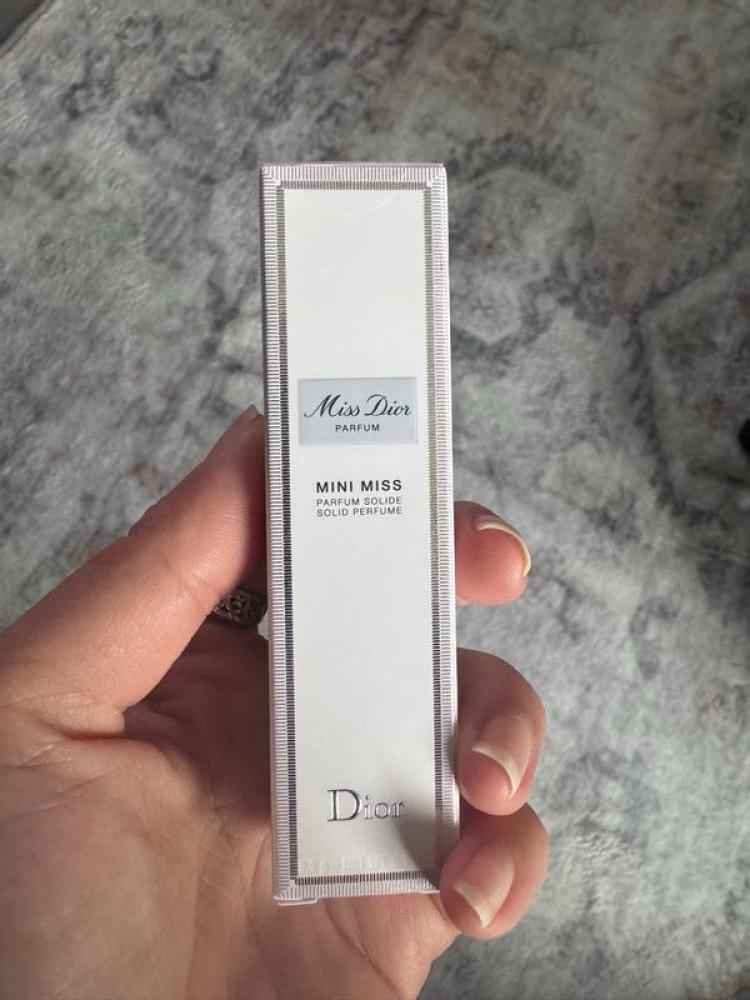 Miss Dior
PARFUM
MINI MISS
PARFUM SOLIDE
SOLID PERFUME
Dior